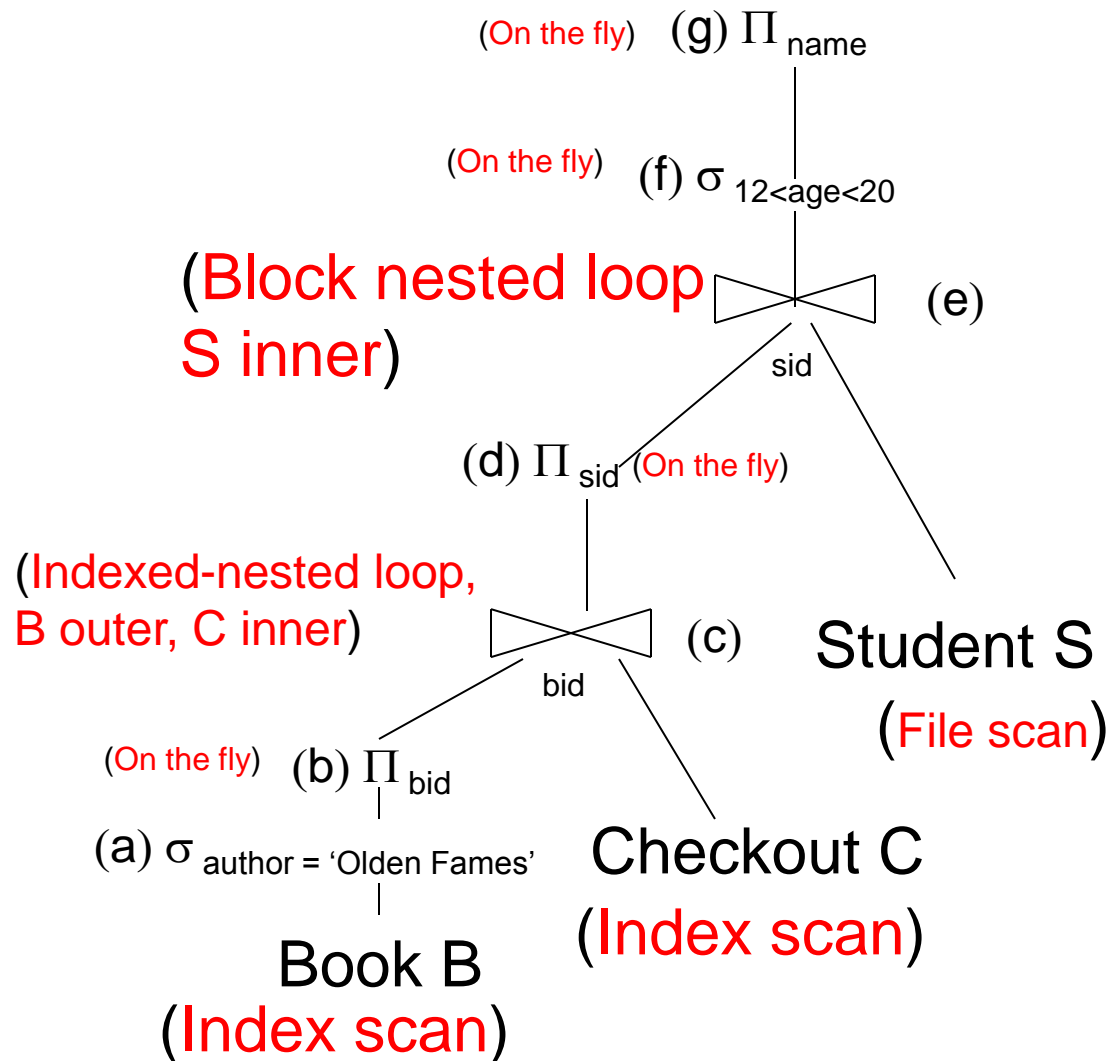 (On the fly) (g) Π name
(On the fly) (f) σ 12<age<20
(Block nested loop
S inner)
(e)
sid
(d) Π sid (On the fly)
(Indexed-nested loop,
B outer, C inner)
(c)
bid
Student S
(File scan)
(On the fly) (b) Π bid
(a) σ author = ‘Olden Fames’
Checkout C
(Index scan)
Book B
(Index scan)